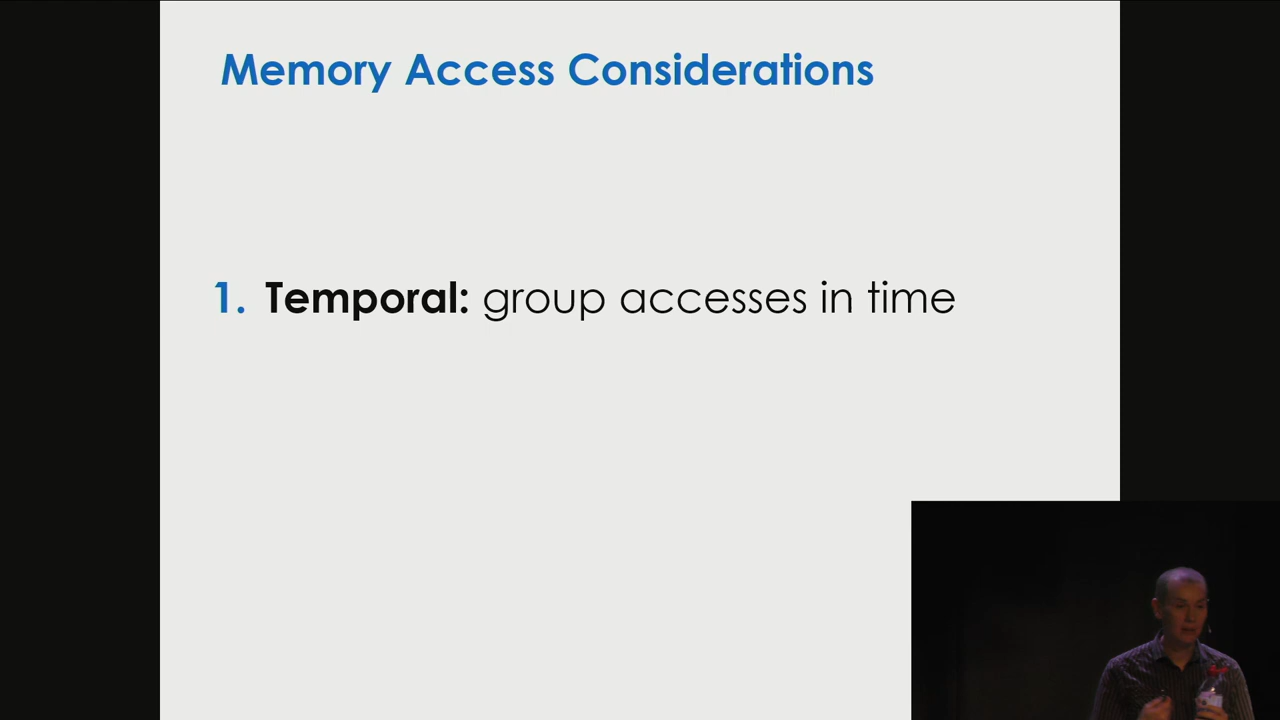 Memory Access Considerations
1. Temporal: group accesses in time